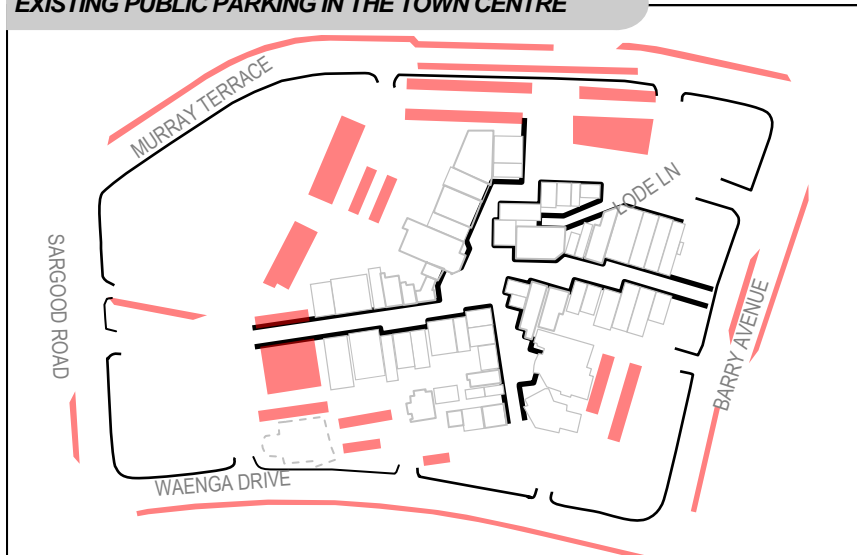 EXISTING PUBLIC PARKING IN THE TOWN CENTRE
MURRAY TERRACE
LODE LN
SARGOOD ROAD
BARRY AVENUE
WAENGA DRIVE